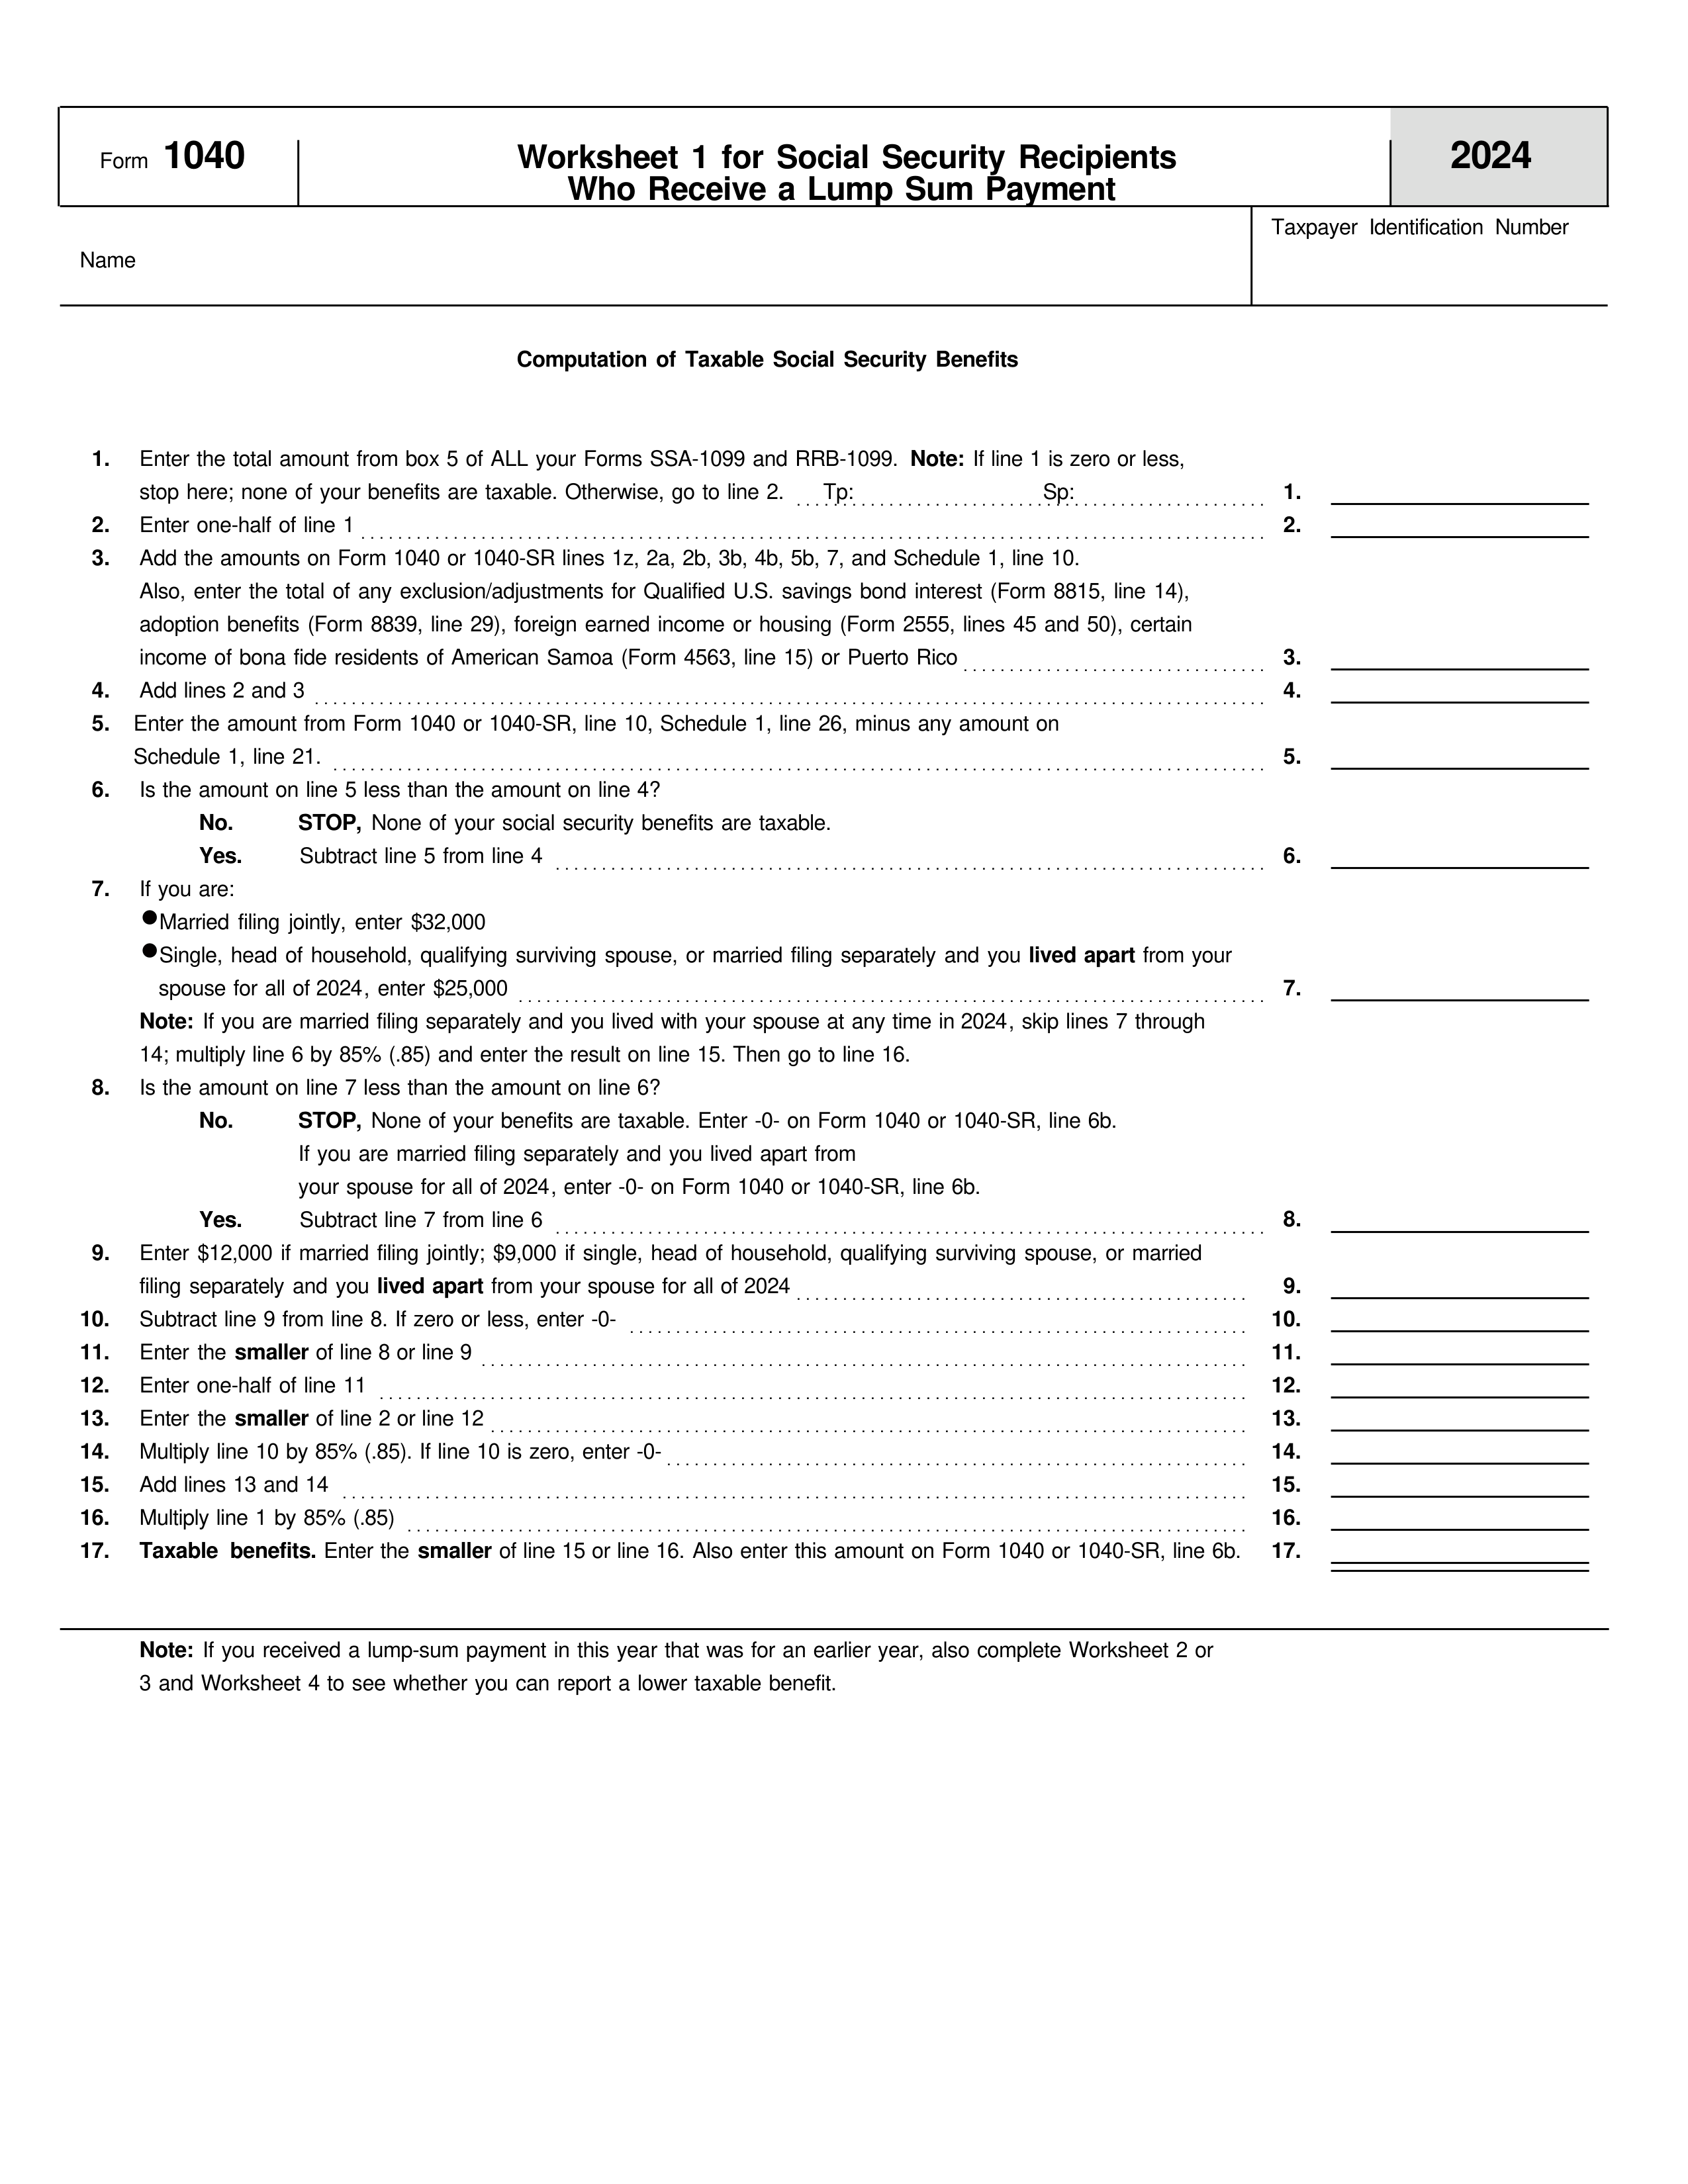 Form 1040
Worksheet 1 for Social Security Recipients
Who Receive a Lump Sum Payment
2024
Name
Taxpayer Identification Number
Computation of Taxable Social Security Benefits
1. Enter the total amount from box 5 of ALL your Forms SSA-1099 and RRB-1099. Note: If line 1 is zero or less,
stop here; none of your benefits are taxable. Otherwise, go to line 2. Tp: Sp: 1.
2. Enter one-half of line 1 2.
3. Add the amounts on Form 1040 or 1040-SR lines 1z, 2a, 2b, 3b, 4b, 5b, 7, and Schedule 1, line 10.
Also, enter the total of any exclusion/adjustments for Qualified U.S. savings bond interest (Form 8815, line 14),
adoption benefits (Form 8839, line 29), foreign earned income or housing (Form 2555, lines 45 and 50), certain
income of bona fide residents of American Samoa (Form 4563, line 15) or Puerto Rico 3.
4. Add lines 2 and 3 4.
5. Enter the amount from Form 1040 or 1040-SR, line 10, Schedule 1, line 26, minus any amount on
Schedule 1, line 21. 5.
6. Is the amount on line 5 less than the amount on line 4?
No. STOP, None of your social security benefits are taxable.
Yes. Subtract line 5 from line 4 6.
7. If you are:
● Married filing jointly, enter $32,000
● Single, head of household, qualifying surviving spouse, or married filing separately and you lived apart from your
spouse for all of 2024, enter $25,000 7.
Note: If you are married filing separately and you lived with your spouse at any time in 2024, skip lines 7 through
14; multiply line 6 by 85% (.85) and enter the result on line 15. Then go to line 16.
8. Is the amount on line 7 less than the amount on line 6?
No. STOP, None of your benefits are taxable. Enter -0- on Form 1040 or 1040-SR, line 6b.
If you are married filing separately and you lived apart from
your spouse for all of 2024, enter -0- on Form 1040 or 1040-SR, line 6b.
Yes. Subtract line 7 from line 6 8.
9. Enter $12,000 if married filing jointly; $9,000 if single, head of household, qualifying surviving spouse, or married
filing separately and you lived apart from your spouse for all of 2024 9.
10. Subtract line 9 from line 8. If zero or less, enter -0- 10.
11. Enter the smaller of line 8 or line 9 11.
12. Enter one-half of line 11 12.
13. Enter the smaller of line 2 or line 12 13.
14. Multiply line 10 by 85% (.85). If line 10 is zero, enter -0- 14.
15. Add lines 13 and 14 15.
16. Multiply line 1 by 85% (.85) 16.
17. Taxable benefits. Enter the smaller of line 15 or line 16. Also enter this amount on Form 1040 or 1040-SR, line 6b. 17.
Note: If you received a lump-sum payment in this year that was for an earlier year, also complete Worksheet 2 or
3 and Worksheet 4 to see whether you can report a lower taxable benefit.